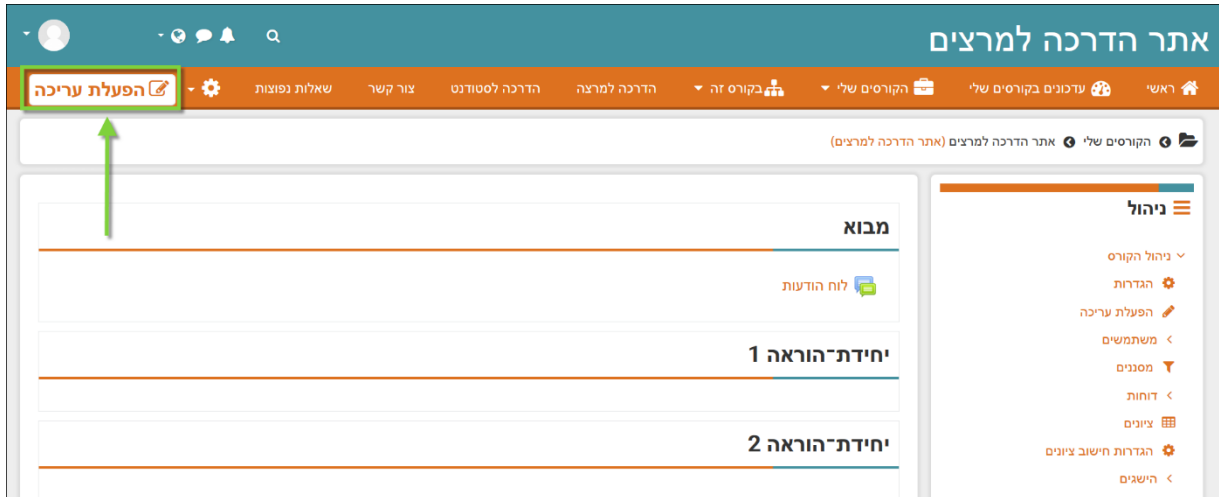 אתר הדרכה למרצים
ראשי עדכונים בקורסים שלי הקורסים שלי בקורס זה הדרכה למרצה הדרכה לסטודנט צור קשר שאלות נפוצות הפעלת עריכה
הקורסים שלי אתר הדרכה למרצים (אתר הדרכה למרצים)
ניהול
ניהול הקורס
הגדרות
הפעלת עריכה
משתמשים
מסננים
דוחות
ציונים
הגדרות חישוב ציונים
הישגים
מבוא
לוח הודעות
יחידת־הוראה 1
יחידת־הוראה 2